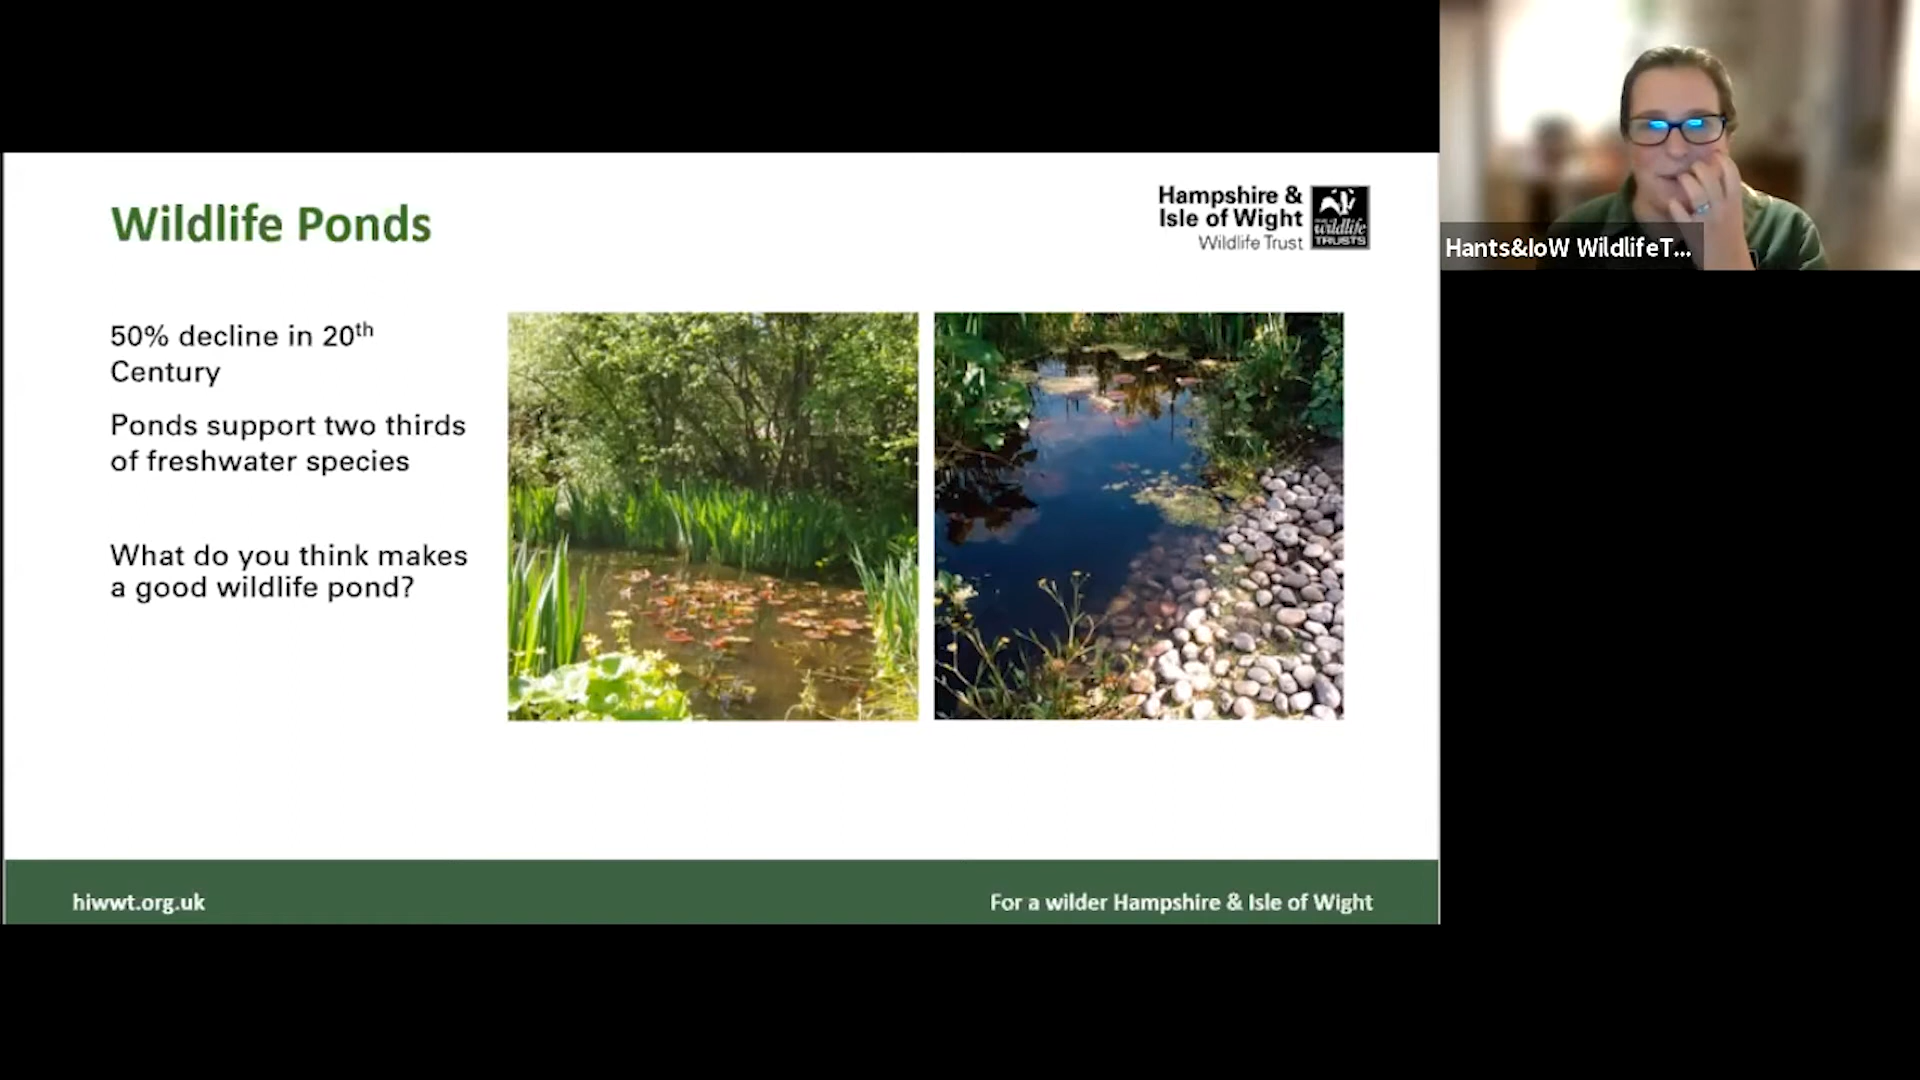 Wildlife Ponds
Hampshire &
Isle of Wight
Wildlife Trust
wildlife
TRUSTS
50% decline in 20th
Century
Ponds support two thirds
of freshwater species
What do you think makes
a good wildlife pond?
hiwwt.org.uk
For a wilder Hampshire & Isle of Wight
Hants&IoW WildlifeT...